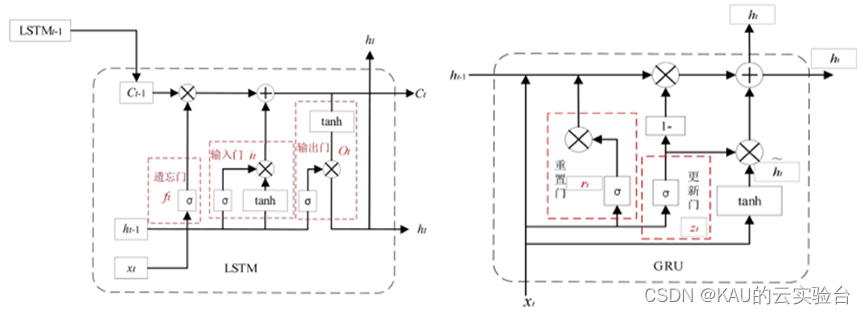 LSTMt-1
Ct-1
ht
Ct
tanh
遗忘门
ft
σ
输入门 it
σ
tanh
输出门 Ot
σ
ht-1
ht
xt
LSTM
ht
ht-1
ht
1-
重置门
rt
σ
σ
更新门
zt
h̃t
tanh
GRU
xt
CSDN @KAU的云实验台